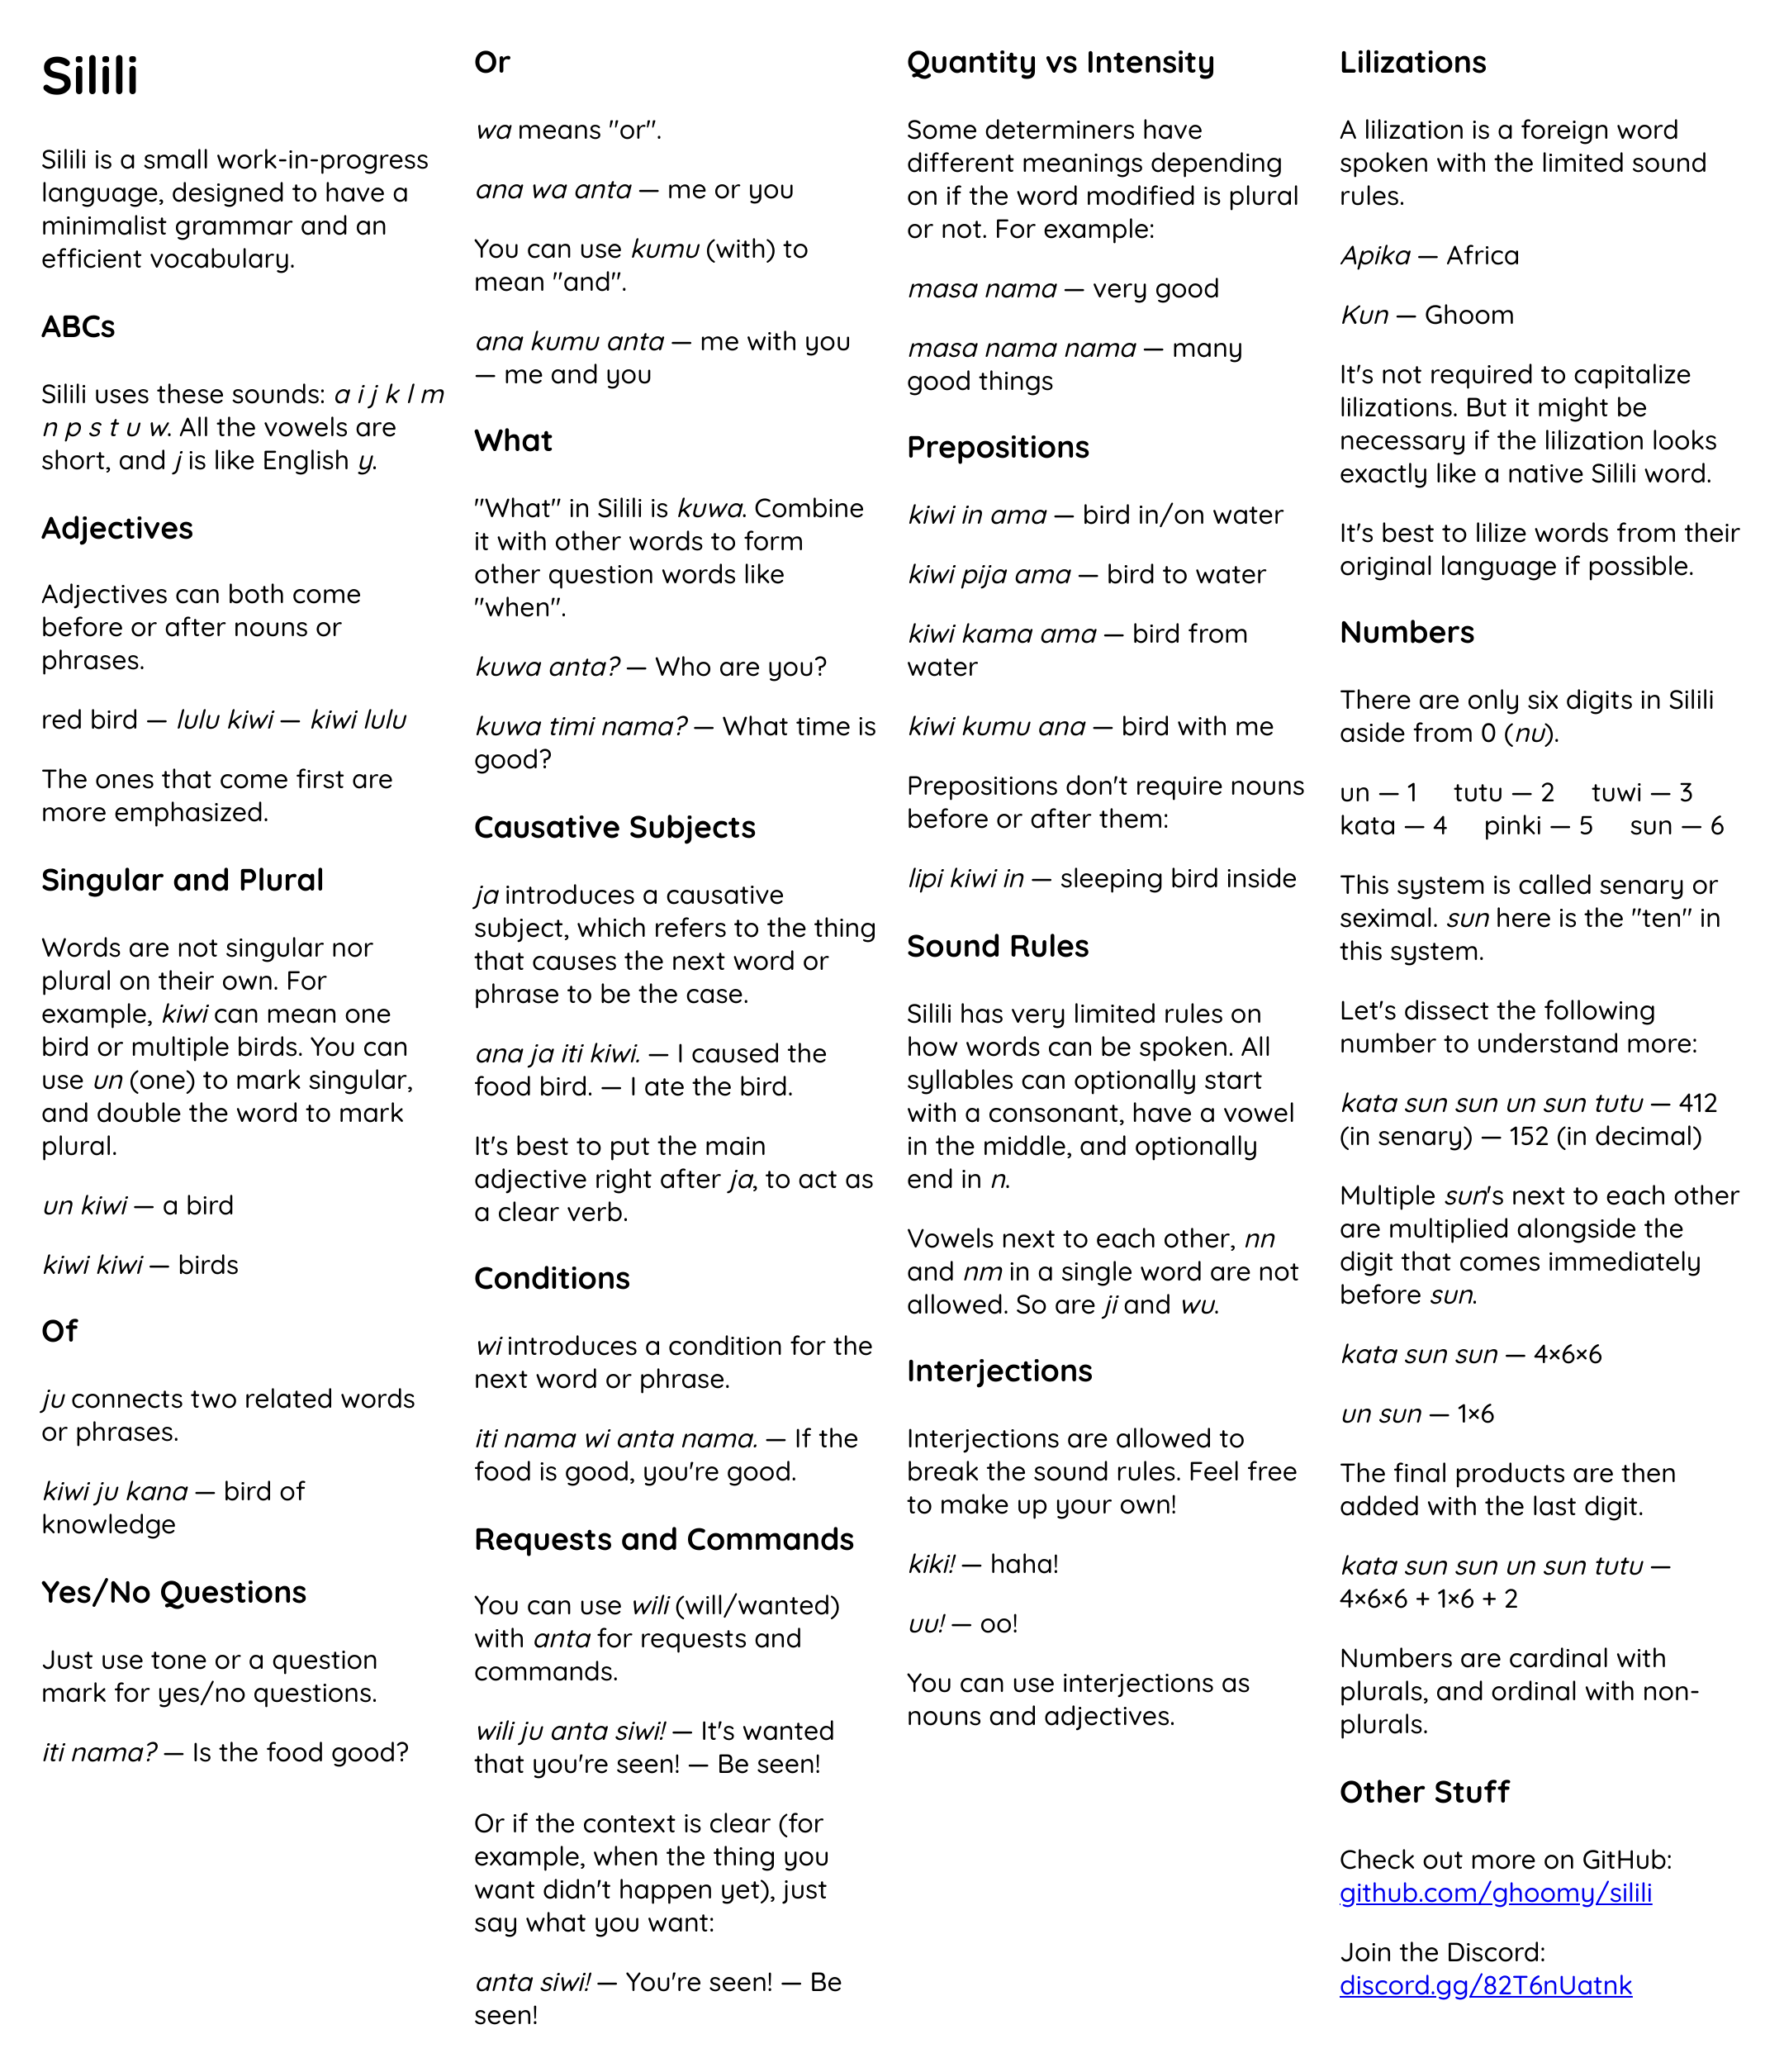 Silili
Silili is a small work-in-progress
language, designed to have a
minimalist grammar and an
efficient vocabulary.
ABCs
Silili uses these sounds: a i j k l m
n p s t u w. All the vowels are
short, and j is like English y.
Adjectives
Adjectives can both come
before or after nouns or
phrases.
red bird — lulu kiwi — kiwi lulu
The ones that come first are
more emphasized.
Singular and Plural
Words are not singular nor
plural on their own. For
example, kiwi can mean one
bird or multiple birds. You can
use un (one) to mark singular,
and double the word to mark
plural.
un kiwi — a bird
kiwi kiwi — birds
Of
ju connects two related words
or phrases.
kiwi ju kana — bird of
knowledge
Yes/No Questions
Just use tone or a question
mark for yes/no questions.
iti nama? — Is the food good?
Or
wa means "or".
ana wa anta — me or you
You can use kumu (with) to
mean "and".
ana kumu anta — me with you
— me and you
What
"What" in Silili is kuwa. Combine
it with other words to form
other question words like
"when".
kuwa anta? — Who are you?
kuwa timi nama? — What time is
good?
Causative Subjects
ja introduces a causative
subject, which refers to the thing
that causes the next word or
phrase to be the case.
ana ja iti kiwi. — I caused the
food bird. — I ate the bird.
It's best to put the main
adjective right after ja, to act as
a clear verb.
Conditions
wi introduces a condition for the
next word or phrase.
iti nama wi anta nama. — If the
food is good, you're good.
Requests and Commands
You can use wili (will/wanted)
with anta for requests and
commands.
wili ju anta siwi! — It's wanted
that you're seen! — Be seen!
Or if the context is clear (for
example, when the thing you
want didn't happen yet), just
say what you want:
anta siwi! — You're seen! — Be
seen!
Quantity vs Intensity
Some determiners have
different meanings depending
on if the word modified is plural
or not. For example:
masa nama — very good
masa nama nama — many
good things
Prepositions
kiwi in ama — bird in/on water
kiwi pija ama — bird to water
kiwi kama ama — bird from
water
kiwi kumu ana — bird with me
Prepositions don't require nouns
before or after them:
lipi kiwi in — sleeping bird inside
Sound Rules
Silili has very limited rules on
how words can be spoken. All
syllables can optionally start
with a consonant, have a vowel
in the middle, and optionally
end in n.
Vowels next to each other, nn
and nm in a single word are not
allowed. So are ji and wu.
Interjections
Interjections are allowed to
break the sound rules. Feel free
to make up your own!
kiki! — haha!
uu! — oo!
You can use interjections as
nouns and adjectives.
Lilizations
A lilization is a foreign word
spoken with the limited sound
rules.
Apika — Africa
Kun — Ghoom
It's not required to capitalize
lilizations. But it might be
necessary if the lilization looks
exactly like a native Silili word.
It's best to lilize words from their
original language if possible.
Numbers
There are only six digits in Silili
aside from 0 (nu).
un — 1 tutu — 2 tuwi — 3
kata — 4 pinki — 5 sun — 6
This system is called senary or
seximal. sun here is the "ten" in
this system.
Let's dissect the following
number to understand more:
kata sun sun un sun tutu — 412
(in senary) — 152 (in decimal)
Multiple sun's next to each other
are multiplied alongside the
digit that comes immediately
before sun.
kata sun sun — 4×6×6
un sun — 1×6
The final products are then
added with the last digit.
kata sun sun un sun tutu —
4×6×6 + 1×6 + 2
Numbers are cardinal with
plurals, and ordinal with non-
plurals.
Other Stuff
Check out more on GitHub:
github.com/ghoomy/silili
Join the Discord:
discord.gg/82T6nUatnk